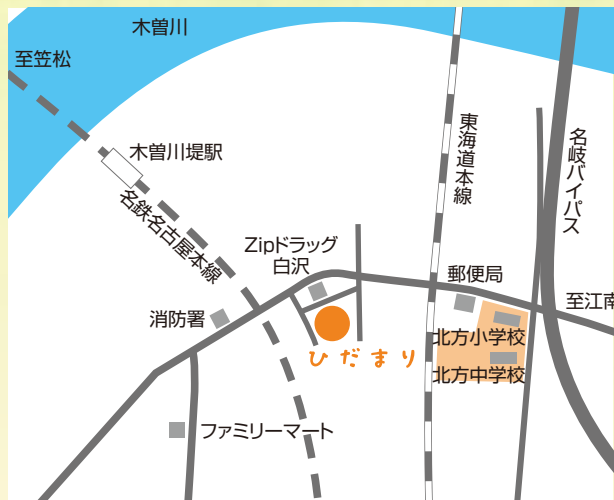 木曽川
至笠松
木曽川堤駅
名鉄名古屋本線
東海道本線
名岐バイパス
Zipドラッグ
白沢
郵便局
至江南
消防署
北方小学校
ひだまり
北方中学校
ファミリーマート